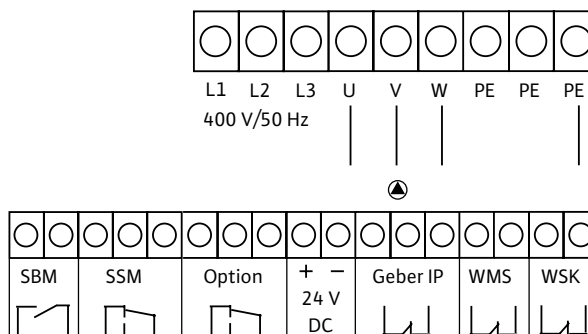 L1 L2 L3 U V W PE PE PE
400 V/50 Hz
SBM SSM Option + − Geber IP WMS WSK
24 V
DC